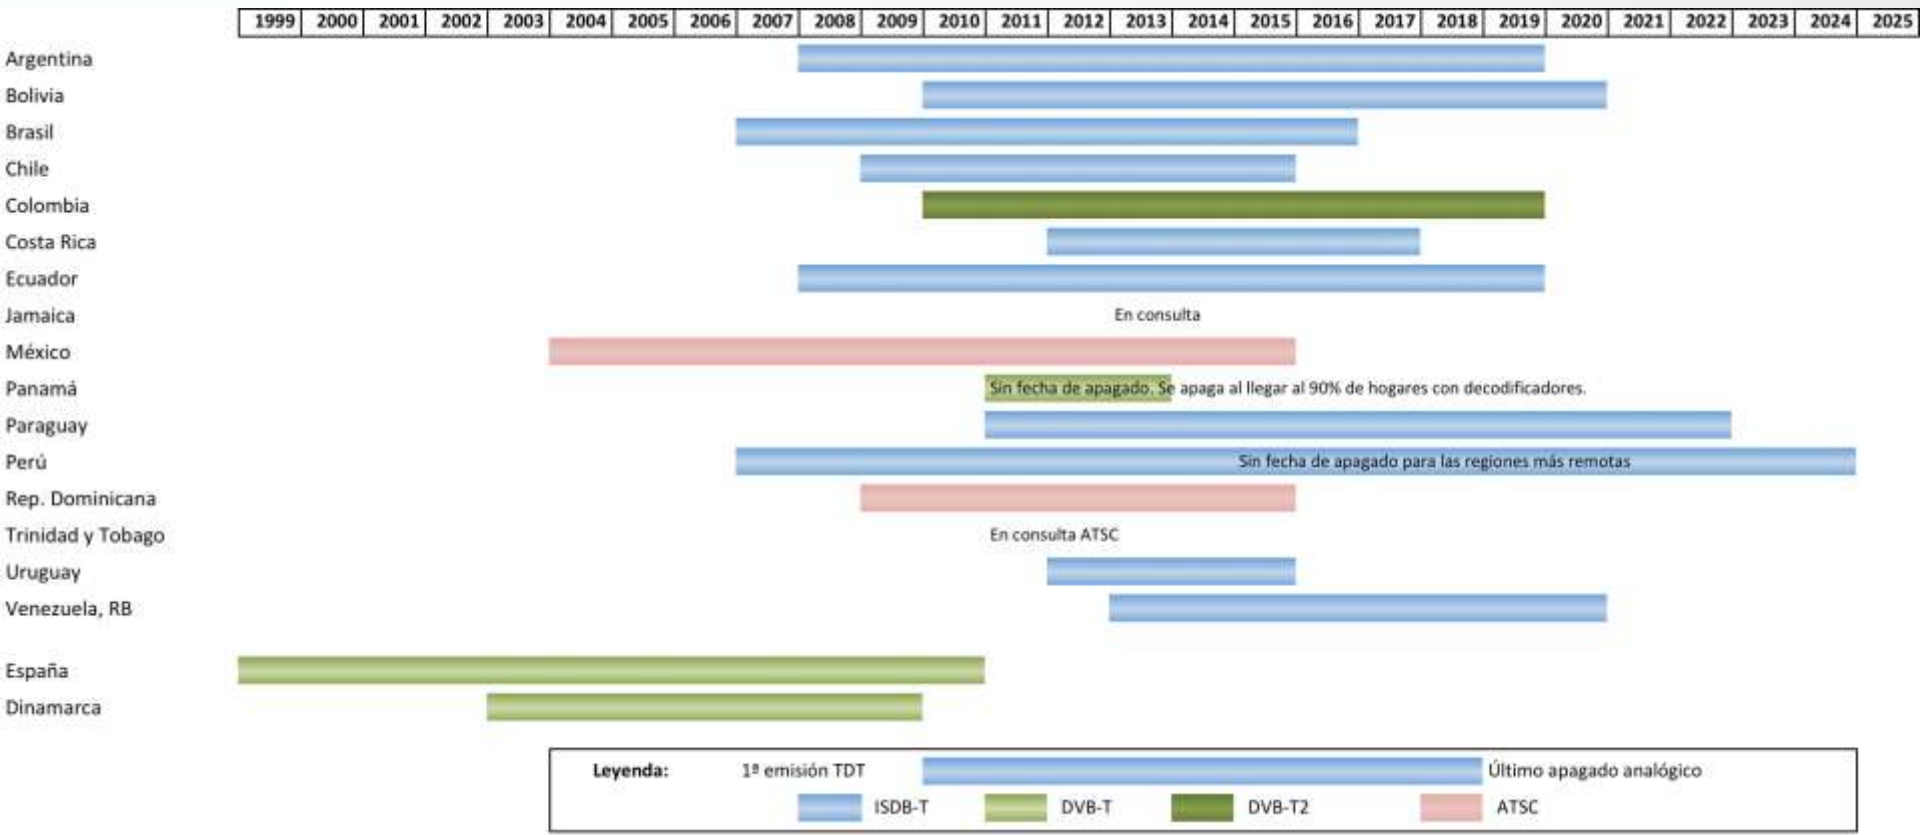 1999 2000 2001 2002 2003 2004 2005 2006 2007 2008 2009 2010 2011 2012 2013 2014 2015 2016 2017 2018 2019 2020 2021 2022 2023 2024 2025
Argentina
Bolivia
Brasil
Chile
Colombia
Costa Rica
Ecuador
Jamaica En consulta
México
Panamá Sin fecha de apagado. Se apaga al llegar al 90% de hogares con decodificadores.
Paraguay
Perú Sin fecha de apagado para las regiones más remotas
Rep. Dominicana
Trinidad y Tobago En consulta ATSC
Uruguay
Venezuela, RB
España
Dinamarca
Leyenda: 1ª emisión TDT Último apagado analógico
ISDB-T DVB-T DVB-T2 ATSC